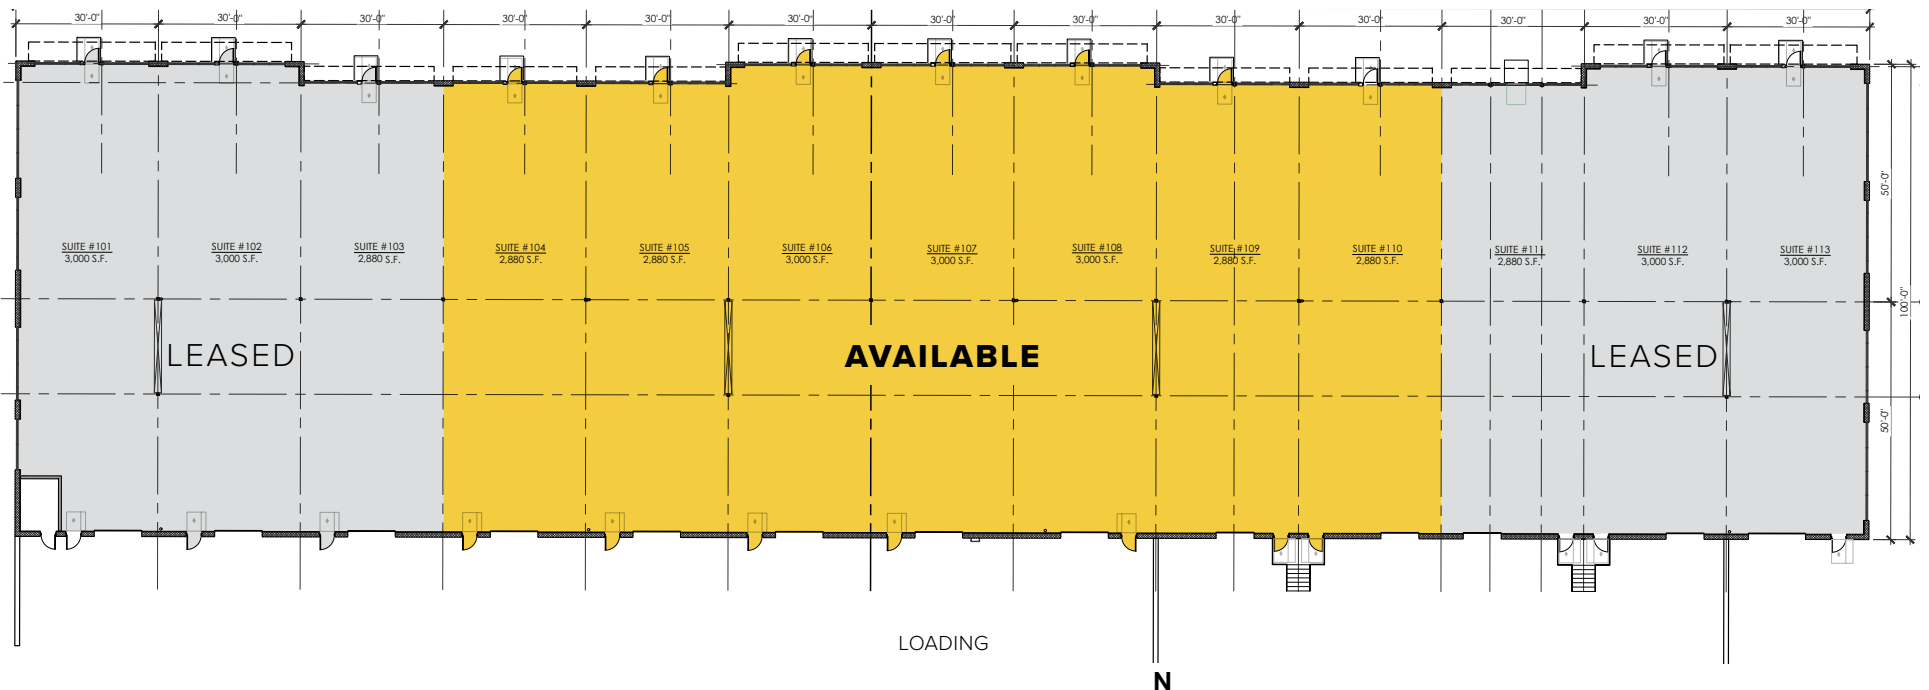 30'-0" 30'-0" 30'-0" 30'-0" 30'-0" 30'-0" 30'-0" 30'-0" 30'-0" 30'-0" 30'-0" 30'-0" 30'-0"
50'-0"
SUITE #101
3,000 S.F.
SUITE #102
3,000 S.F.
SUITE #103
2,880 S.F.
SUITE #104
2,880 S.F.
SUITE #105
2,880 S.F.
SUITE #106
3,000 S.F.
SUITE #107
3,000 S.F.
SUITE #108
3,000 S.F.
SUITE #109
2,880 S.F.
SUITE #110
2,880 S.F.
SUITE #111
2,880 S.F.
SUITE #112
3,000 S.F.
SUITE #113
3,000 S.F.
100'-0"
LEASED
AVAILABLE
LEASED
50'-0"
LOADING
N